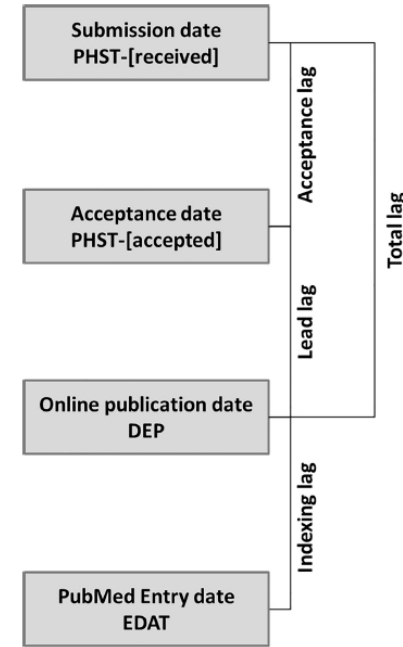 Submission date
PHST-[received]
Acceptance lag
Total lag
Acceptance date
PHST-[accepted]
Lead lag
Online publication date
DEP
Indexing lag
PubMed Entry date
EDAT